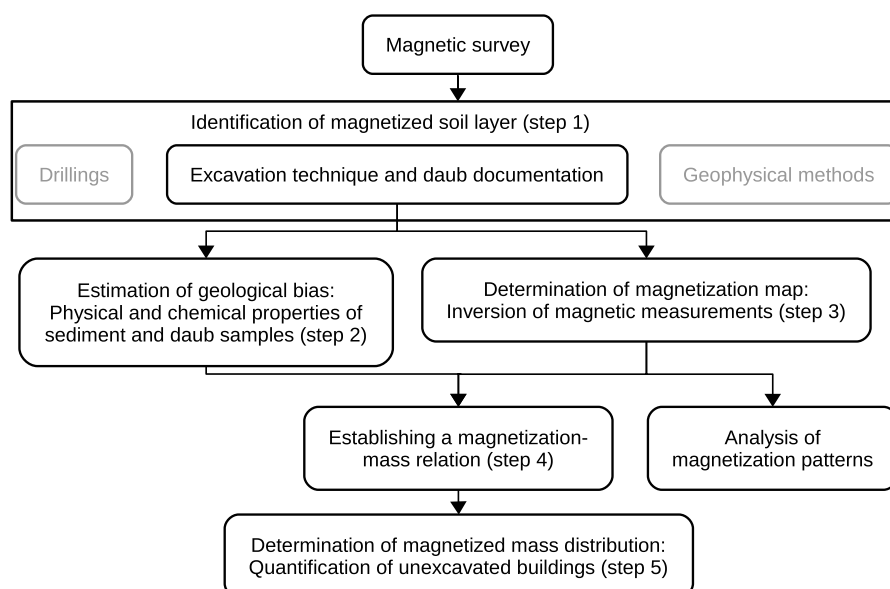 Magnetic survey
Identification of magnetized soil layer (step 1)
Drillings
Excavation technique and daub documentation
Geophysical methods
Estimation of geological bias:
Physical and chemical properties of
sediment and daub samples (step 2)
Determination of magnetization map:
Inversion of magnetic measurements (step 3)
Establishing a magnetization-
mass relation (step 4)
Analysis of
magnetization patterns
Determination of magnetized mass distribution:
Quantification of unexcavated buildings (step 5)